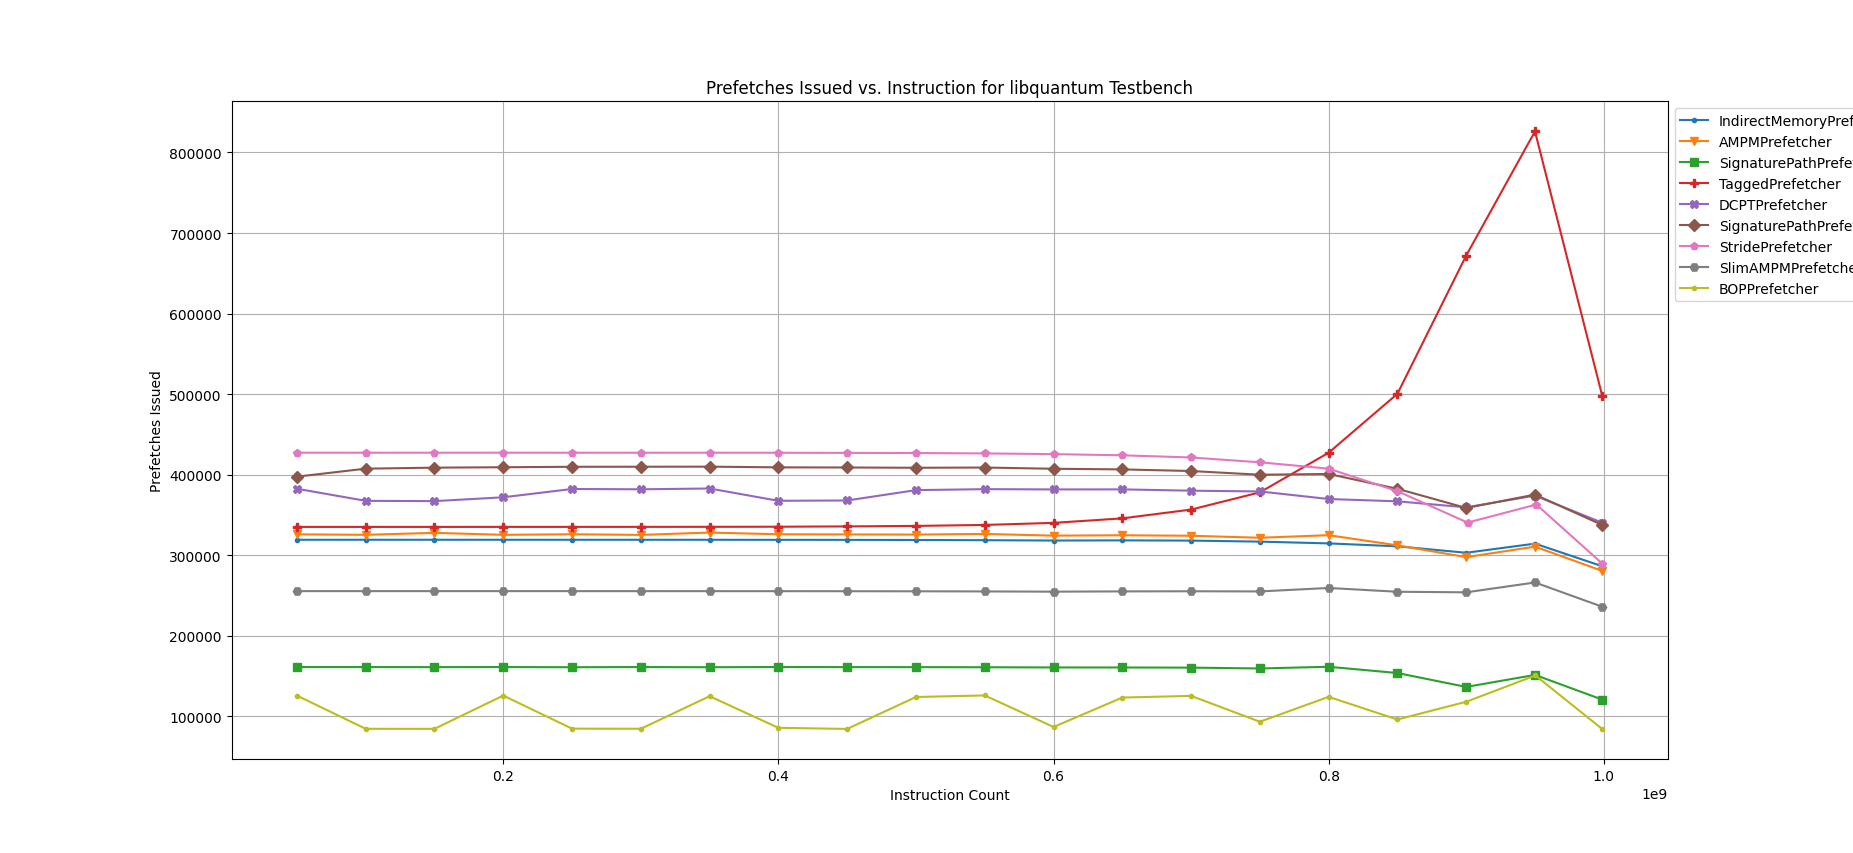 Prefetches Issued vs. Instruction for libquantum Testbench
800000
700000
600000
500000
400000
300000
200000
100000
Prefetches Issued
0.2 0.4 0.6 0.8 1.0
1e9
Instruction Count
IndirectMemoryPref
AMPMPrefetcher
SignaturePathPrefe
TaggedPrefetcher
DCPTPrefetcher
SignaturePathPrefe
StridePrefetcher
SlimAMPMPrefetche
BOPPrefetcher